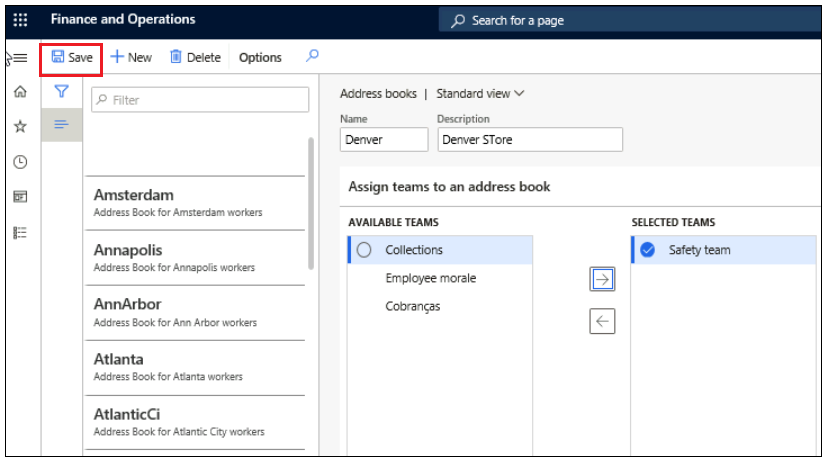 Finance and Operations
Search for a page
Save New Delete Options
Filter
Amsterdam
Address Book for Amsterdam workers
Annapolis
Address Book for Annapolis workers
AnnArbor
Address Book for Ann Arbor workers
Atlanta
Address Book for Atlanta workers
AtlanticCi
Address Book for Atlantic City workers
Address books | Standard view
Name Description
Denver Denver STore
Assign teams to an address book
AVAILABLE TEAMS
Collections
Employee morale
Cobranças
SELECTED TEAMS
Safety team